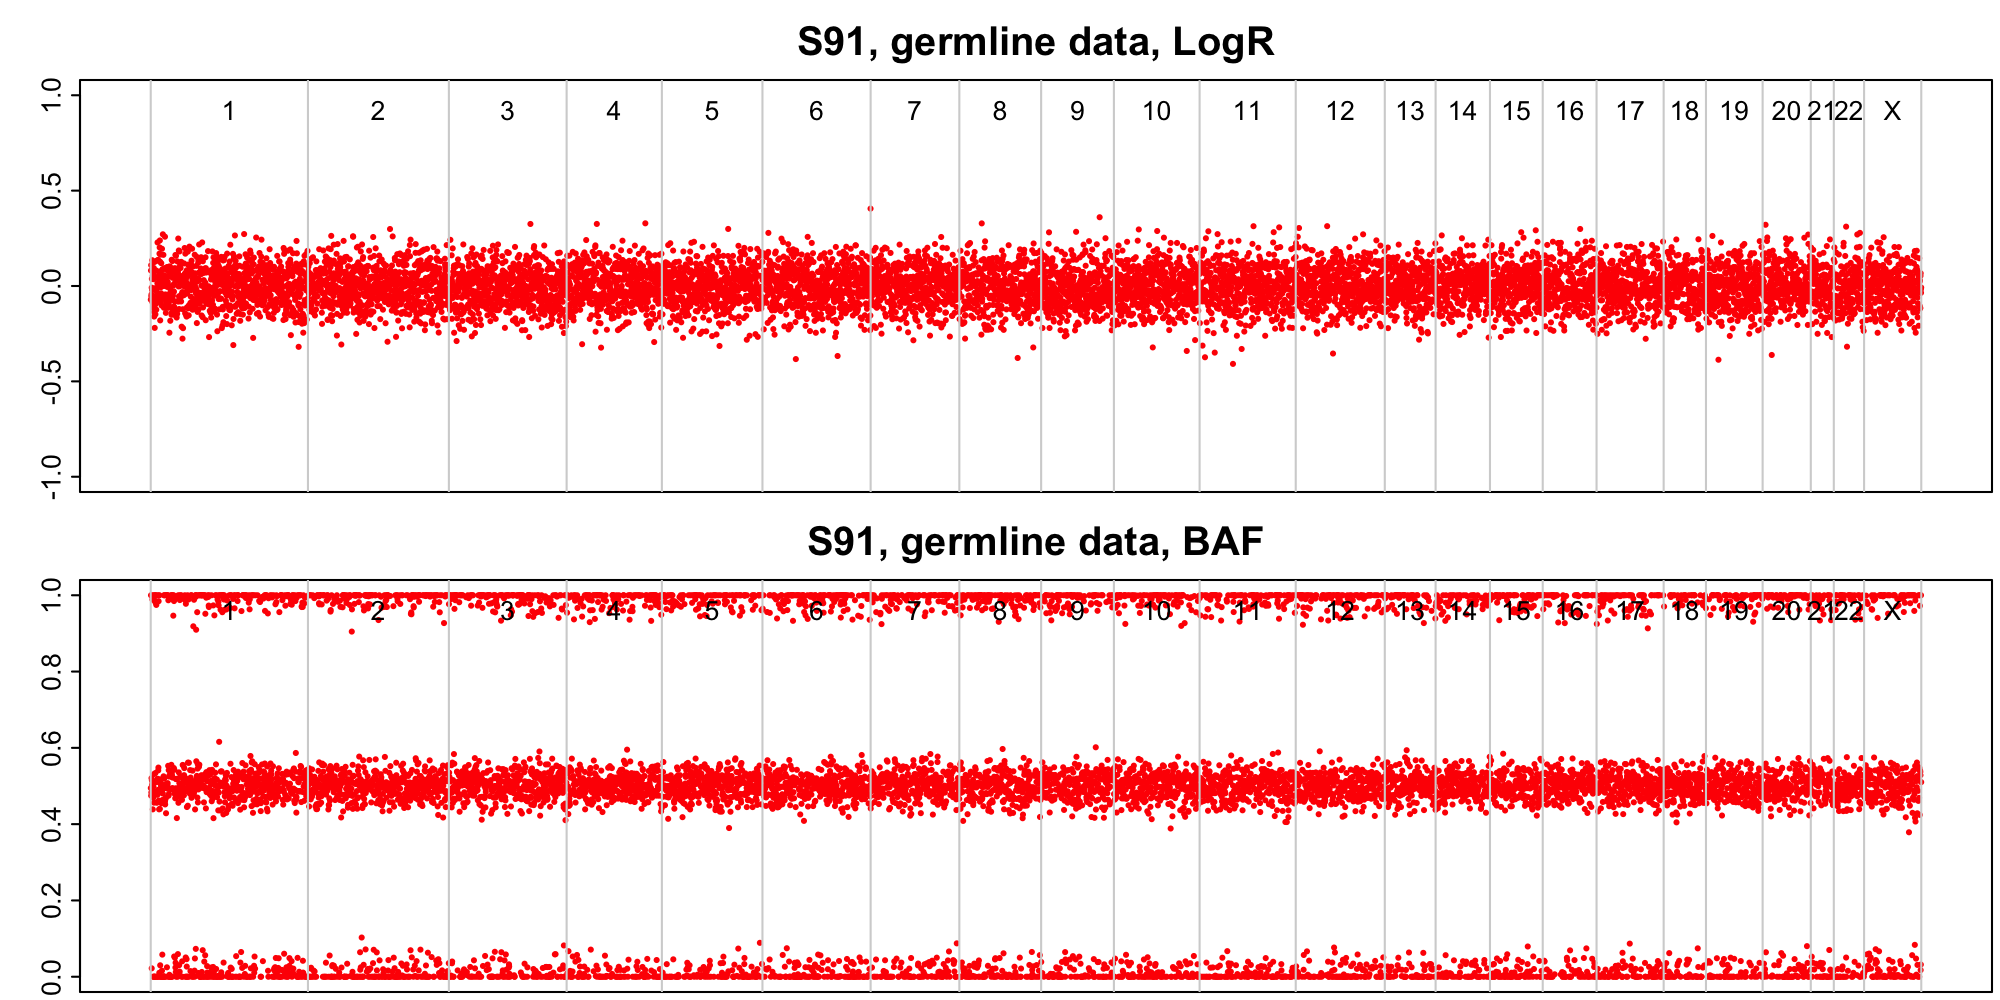 S91, germline data, LogR
1.0
0.5
0.0
-0.5
-1.0
1 2 3 4 5 6 7 8 9 10 11 12 13 14 15 16 17 18 19 20 21 22 X
S91, germline data, BAF
1.0
0.8
0.6
0.4
0.2
0.0
1 2 3 4 5 6 7 8 9 10 11 12 13 14 15 16 17 18 19 20 21 22 X